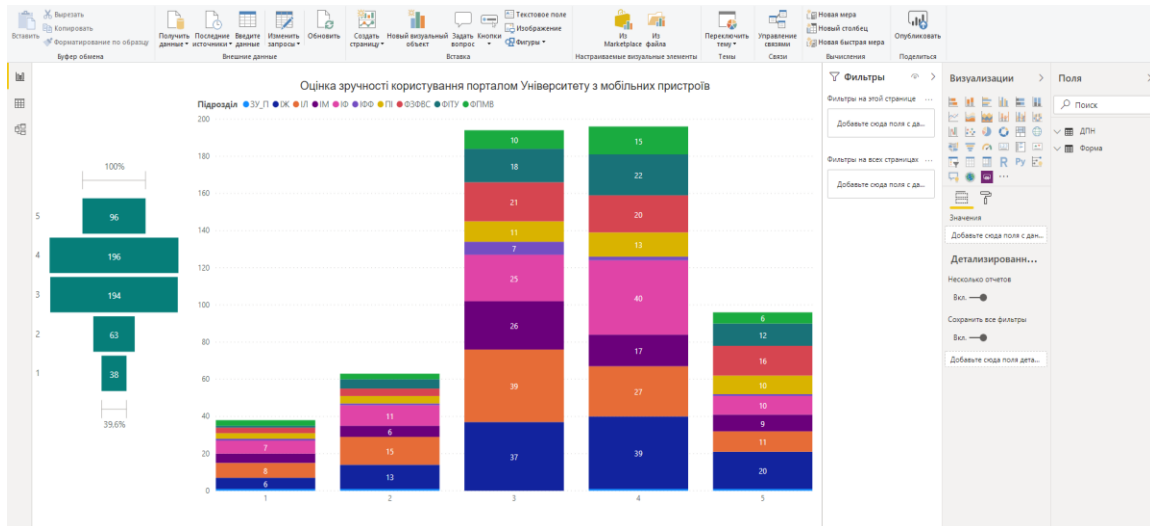 Вставить
Вырезать
Копировать
Форматирование по образцу
Буфер обмена
Получить данные
Последние источники
Введите данные
Изменить запросы
Обновить
Внешние данные
Создать страницу
Новый визуальный объект
Задать вопрос
Кнопки
Текстовое поле
Изображение
Фигуры
Вставка
Из Marketplace
Из файла
Настраиваемые визуальные элементы
Переключить тему
Темы
Управление связями
Связи
Новая мера
Новый столбец
Новая быстрая мера
Вычисления
Опубликовать
Поделиться
Оцінка зручності користування порталом Університету з мобільних пристроїв
Підрозділ ЗУ_П ІЖ ІЛ ІМ ІФ ІФФ ПІ ФЗФВС ФІТУ ФПМВ
100%
5 96
4 196
3 194
2 63
1 38
39.6%
200
180
160
140
120
100
80
60
40
20
0
7
8
6
11
6
15
13
10
18
21
11
7
25
26
39
37
15
22
20
13
40
17
27
39
6
12
16
10
10
9
11
20
1 2 3 4 5
Фильтры
Фильтры на этой странице ...
Добавьте сюда поля с да...
Фильтры на всех страницах ...
Добавьте сюда поля с да...
Визуализации
R Py
...
Значения
Добавьте сюда поля с дан...
Детализированн...
Несколько отчетов
Вкл.
Сохранить все фильтры
Вкл.
Добавьте сюда поля дета...
Поля
Поиск
ДПН
Форма